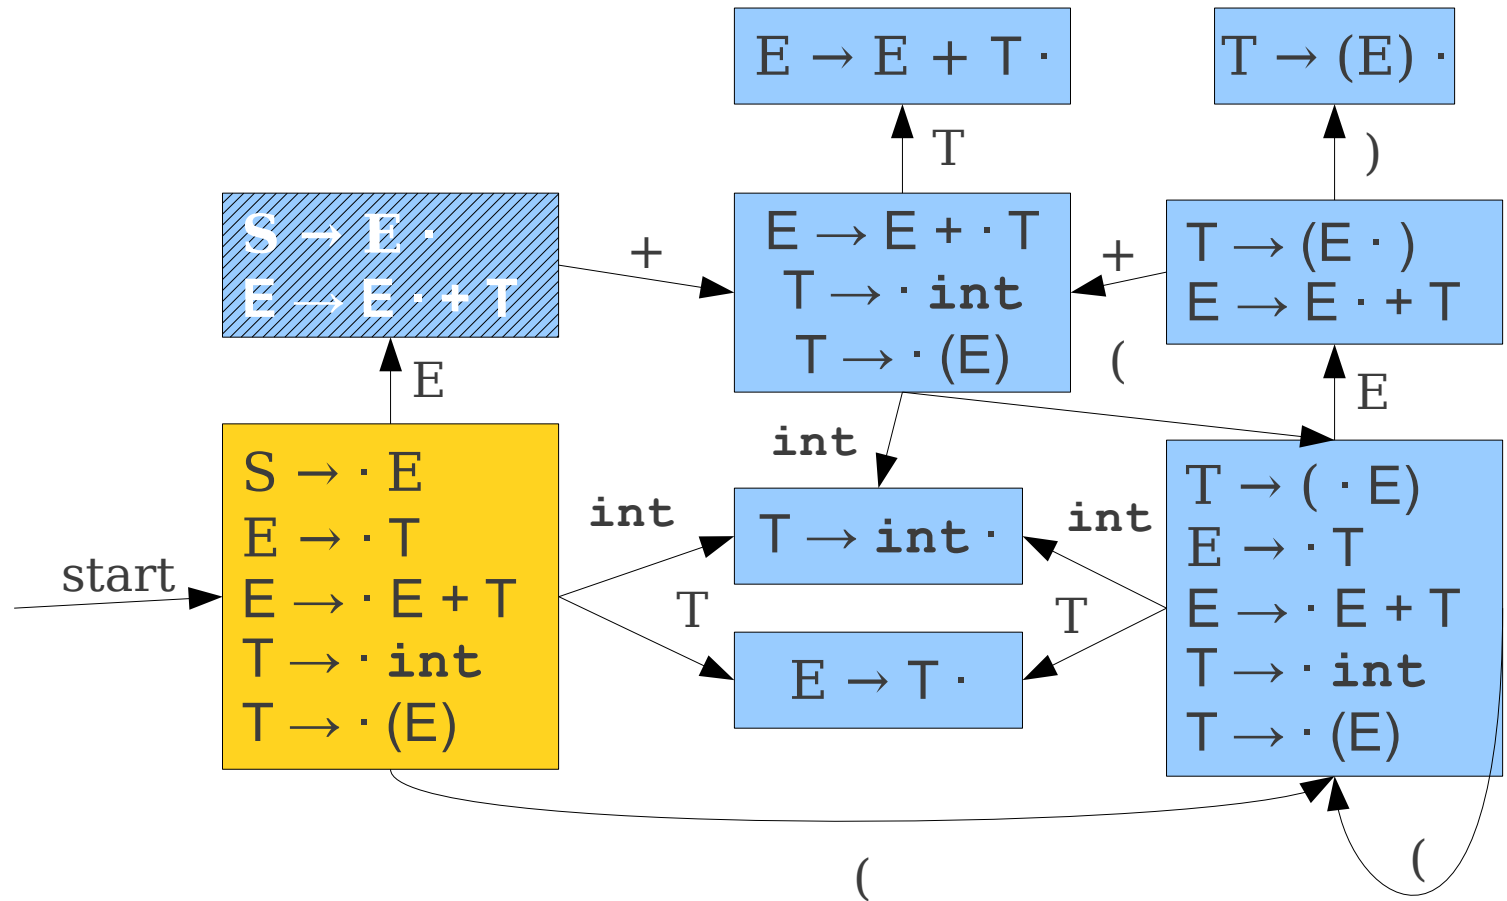 E → E + T ·
T → (E) ·
T
)
S → E ·
E → E · + T
+
E → E + · T
T → · int
T → · (E)
+
T → (E · )
E → E · + T
E
(
E
int
S → · E
E → · T
E → · E + T
T → · int
T → · (E)
start
int
T → int ·
int
T
E → T ·
T
T → ( · E)
E → · T
E → · E + T
T → · int
T → · (E)
(
(